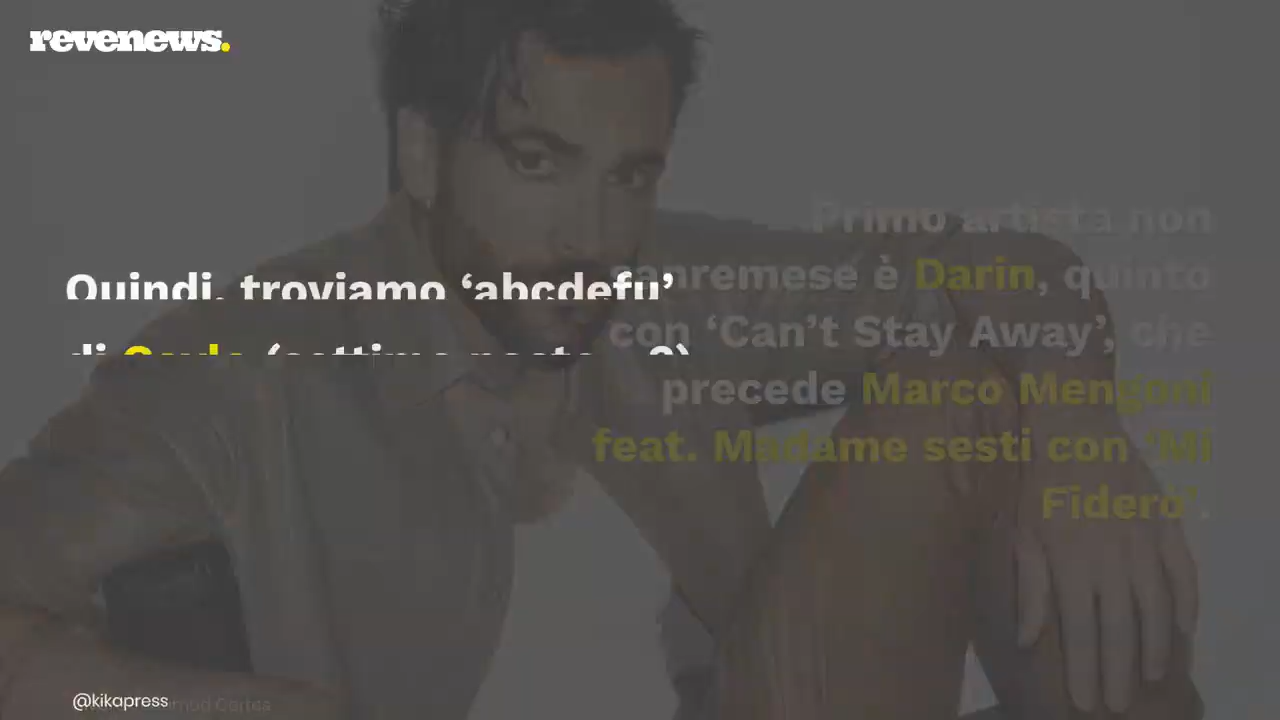 revenews.
Quindi, troviamo ‘abcdefu’
di
Primo artista non
sanremese è Darin, quinto
con ‘Can’t Stay Away’, che
precede Marco Mengoni
feat. Madame sesti con ‘Mi
Fiderò’.
@kikapress